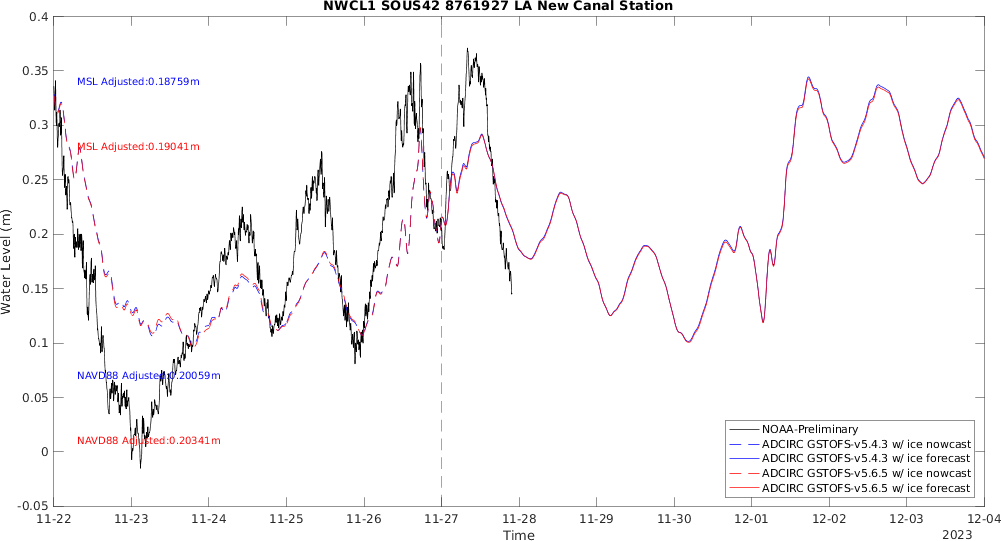 NWCL1 SOUS42 8761927 LA New Canal Station
0.4
0.35
0.3
0.25
0.2
0.15
0.1
0.05
0
-0.05
Water Level (m)
MSL Adjusted:0.18759m
MSL Adjusted:0.19041m
NAVD88 Adjusted:0.20059m
NAVD88 Adjusted:0.20341m
NOAA-Preliminary
ADCIRC GSTOFS-v5.4.3 w/ ice nowcast
ADCIRC GSTOFS-v5.4.3 w/ ice forecast
ADCIRC GSTOFS-v5.6.5 w/ ice nowcast
ADCIRC GSTOFS-v5.6.5 w/ ice forecast
11-22 11-23 11-24 11-25 11-26 11-27 11-28 11-29 11-30 12-01 12-02 12-03 12-04
Time
2023